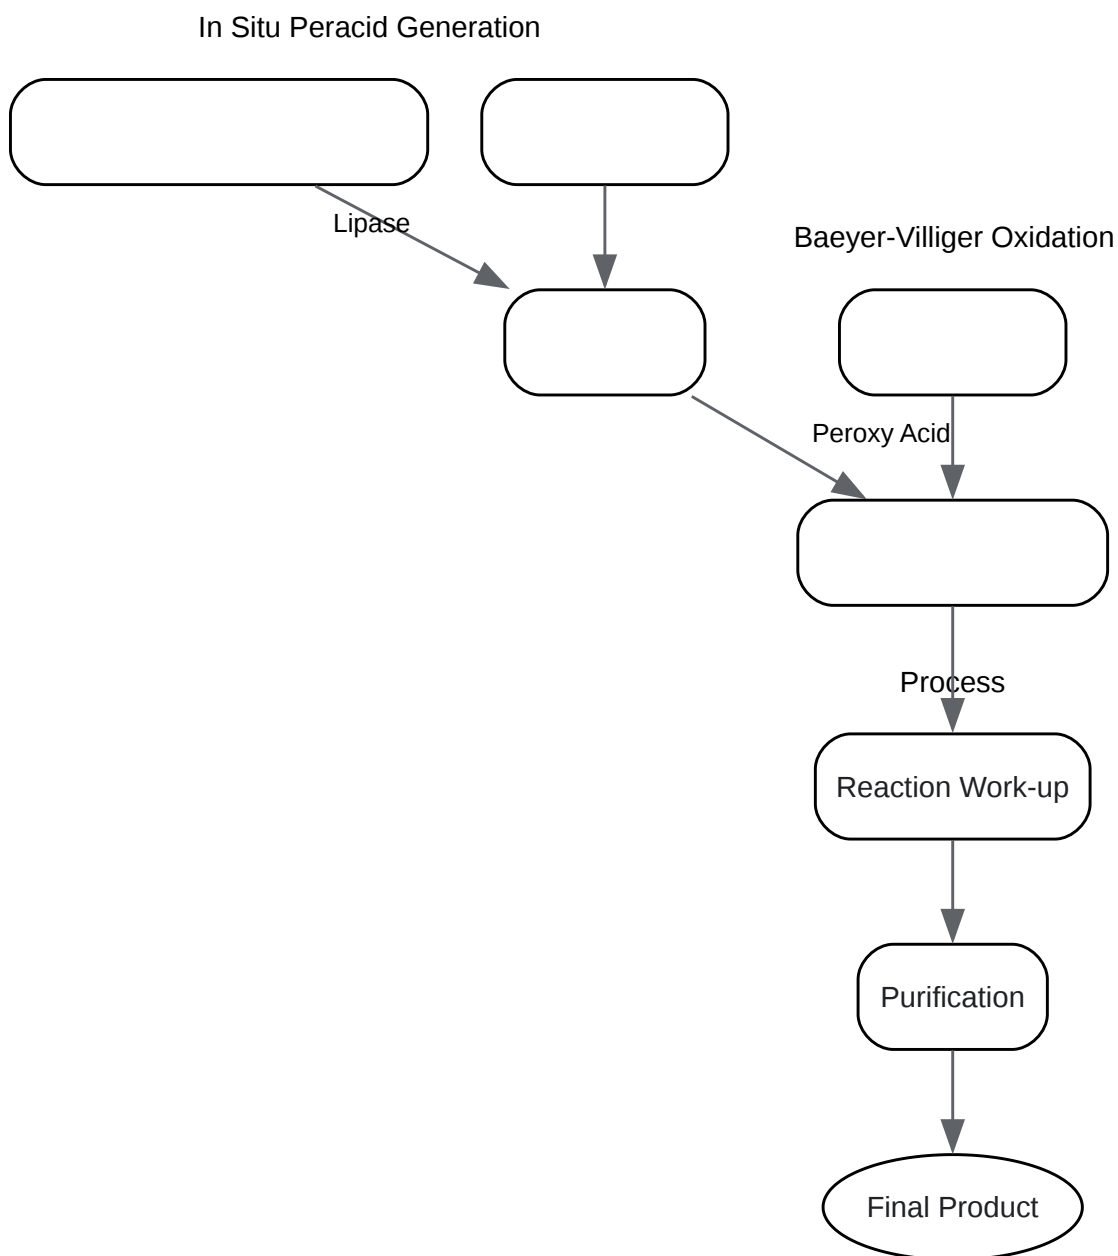 In Situ Peracid Generation
Lipase
Baeyer-Villiger Oxidation
Peroxy Acid
Process
Reaction Work-up
Purification
Final Product